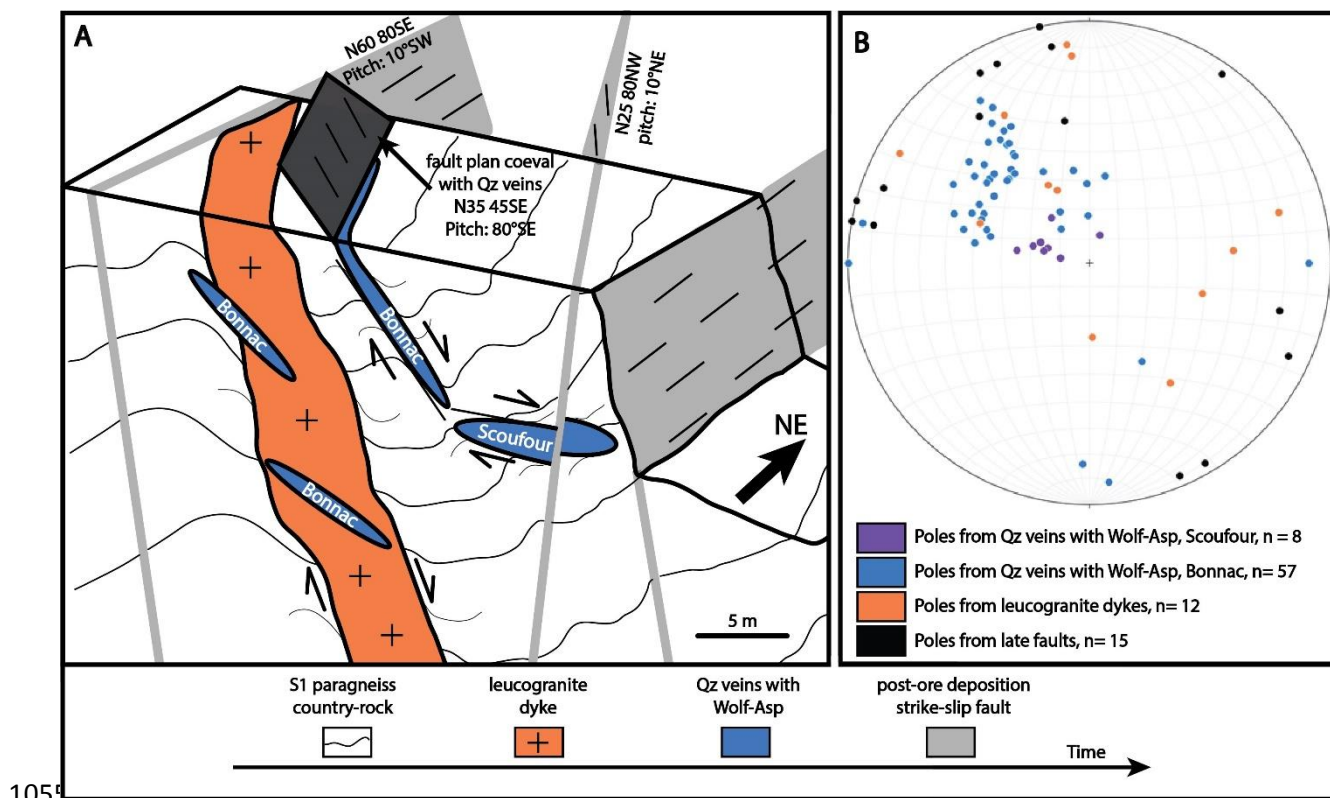 A
N60 80SE
Pitch: 10°SW
N25 80NW
pitch: 10°NE
fault plan coeval
with Qz veins
N35 45SE
Pitch: 80°SE
Bonnac
Bonnac
Scoufour
Bonnac
NE
5 m
B
Poles from Qz veins with Wolf-Asp, Scoufour, n = 8
Poles from Qz veins with Wolf-Asp, Bonnac, n= 57
Poles from leucogranite dykes, n= 12
Poles from late faults, n= 15
S1 paragneiss
country-rock
leucogranite
dyke
Qz veins with
Wolf-Asp
post-ore deposition
strike-slip fault
Time